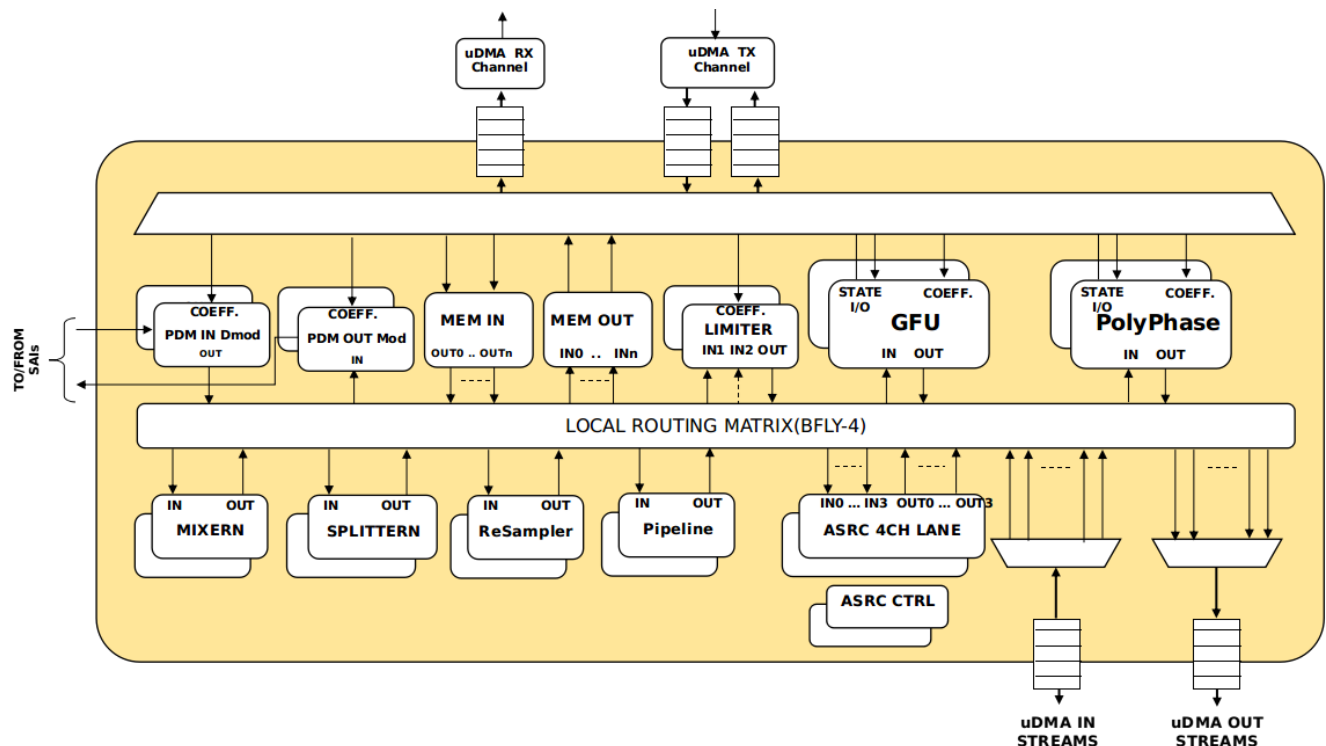 uDMA RX
Channel
uDMA TX
Channel
TO/FROM
SAIs
COEFF.
PDM IN Dmod
OUT
COEFF.
PDM OUT Mod
IN
MEM IN
OUT0 .. OUTn
MEM OUT
IN0 .. INn
COEFF.
LIMITER
IN1 IN2 OUT
STATE COEFF.
I/O
GFU
IN OUT
STATE COEFF.
I/O
PolyPhase
IN OUT
LOCAL ROUTING MATRIX(BFLY-4)
IN OUT
MIXERN
IN OUT
SPLITTERN
IN OUT
ReSampler
IN OUT
Pipeline
IN0 ... IN3 OUT0 ... OUT3
ASRC 4CH LANE
ASRC CTRL
uDMA IN
STREAMS
uDMA OUT
STREAMS